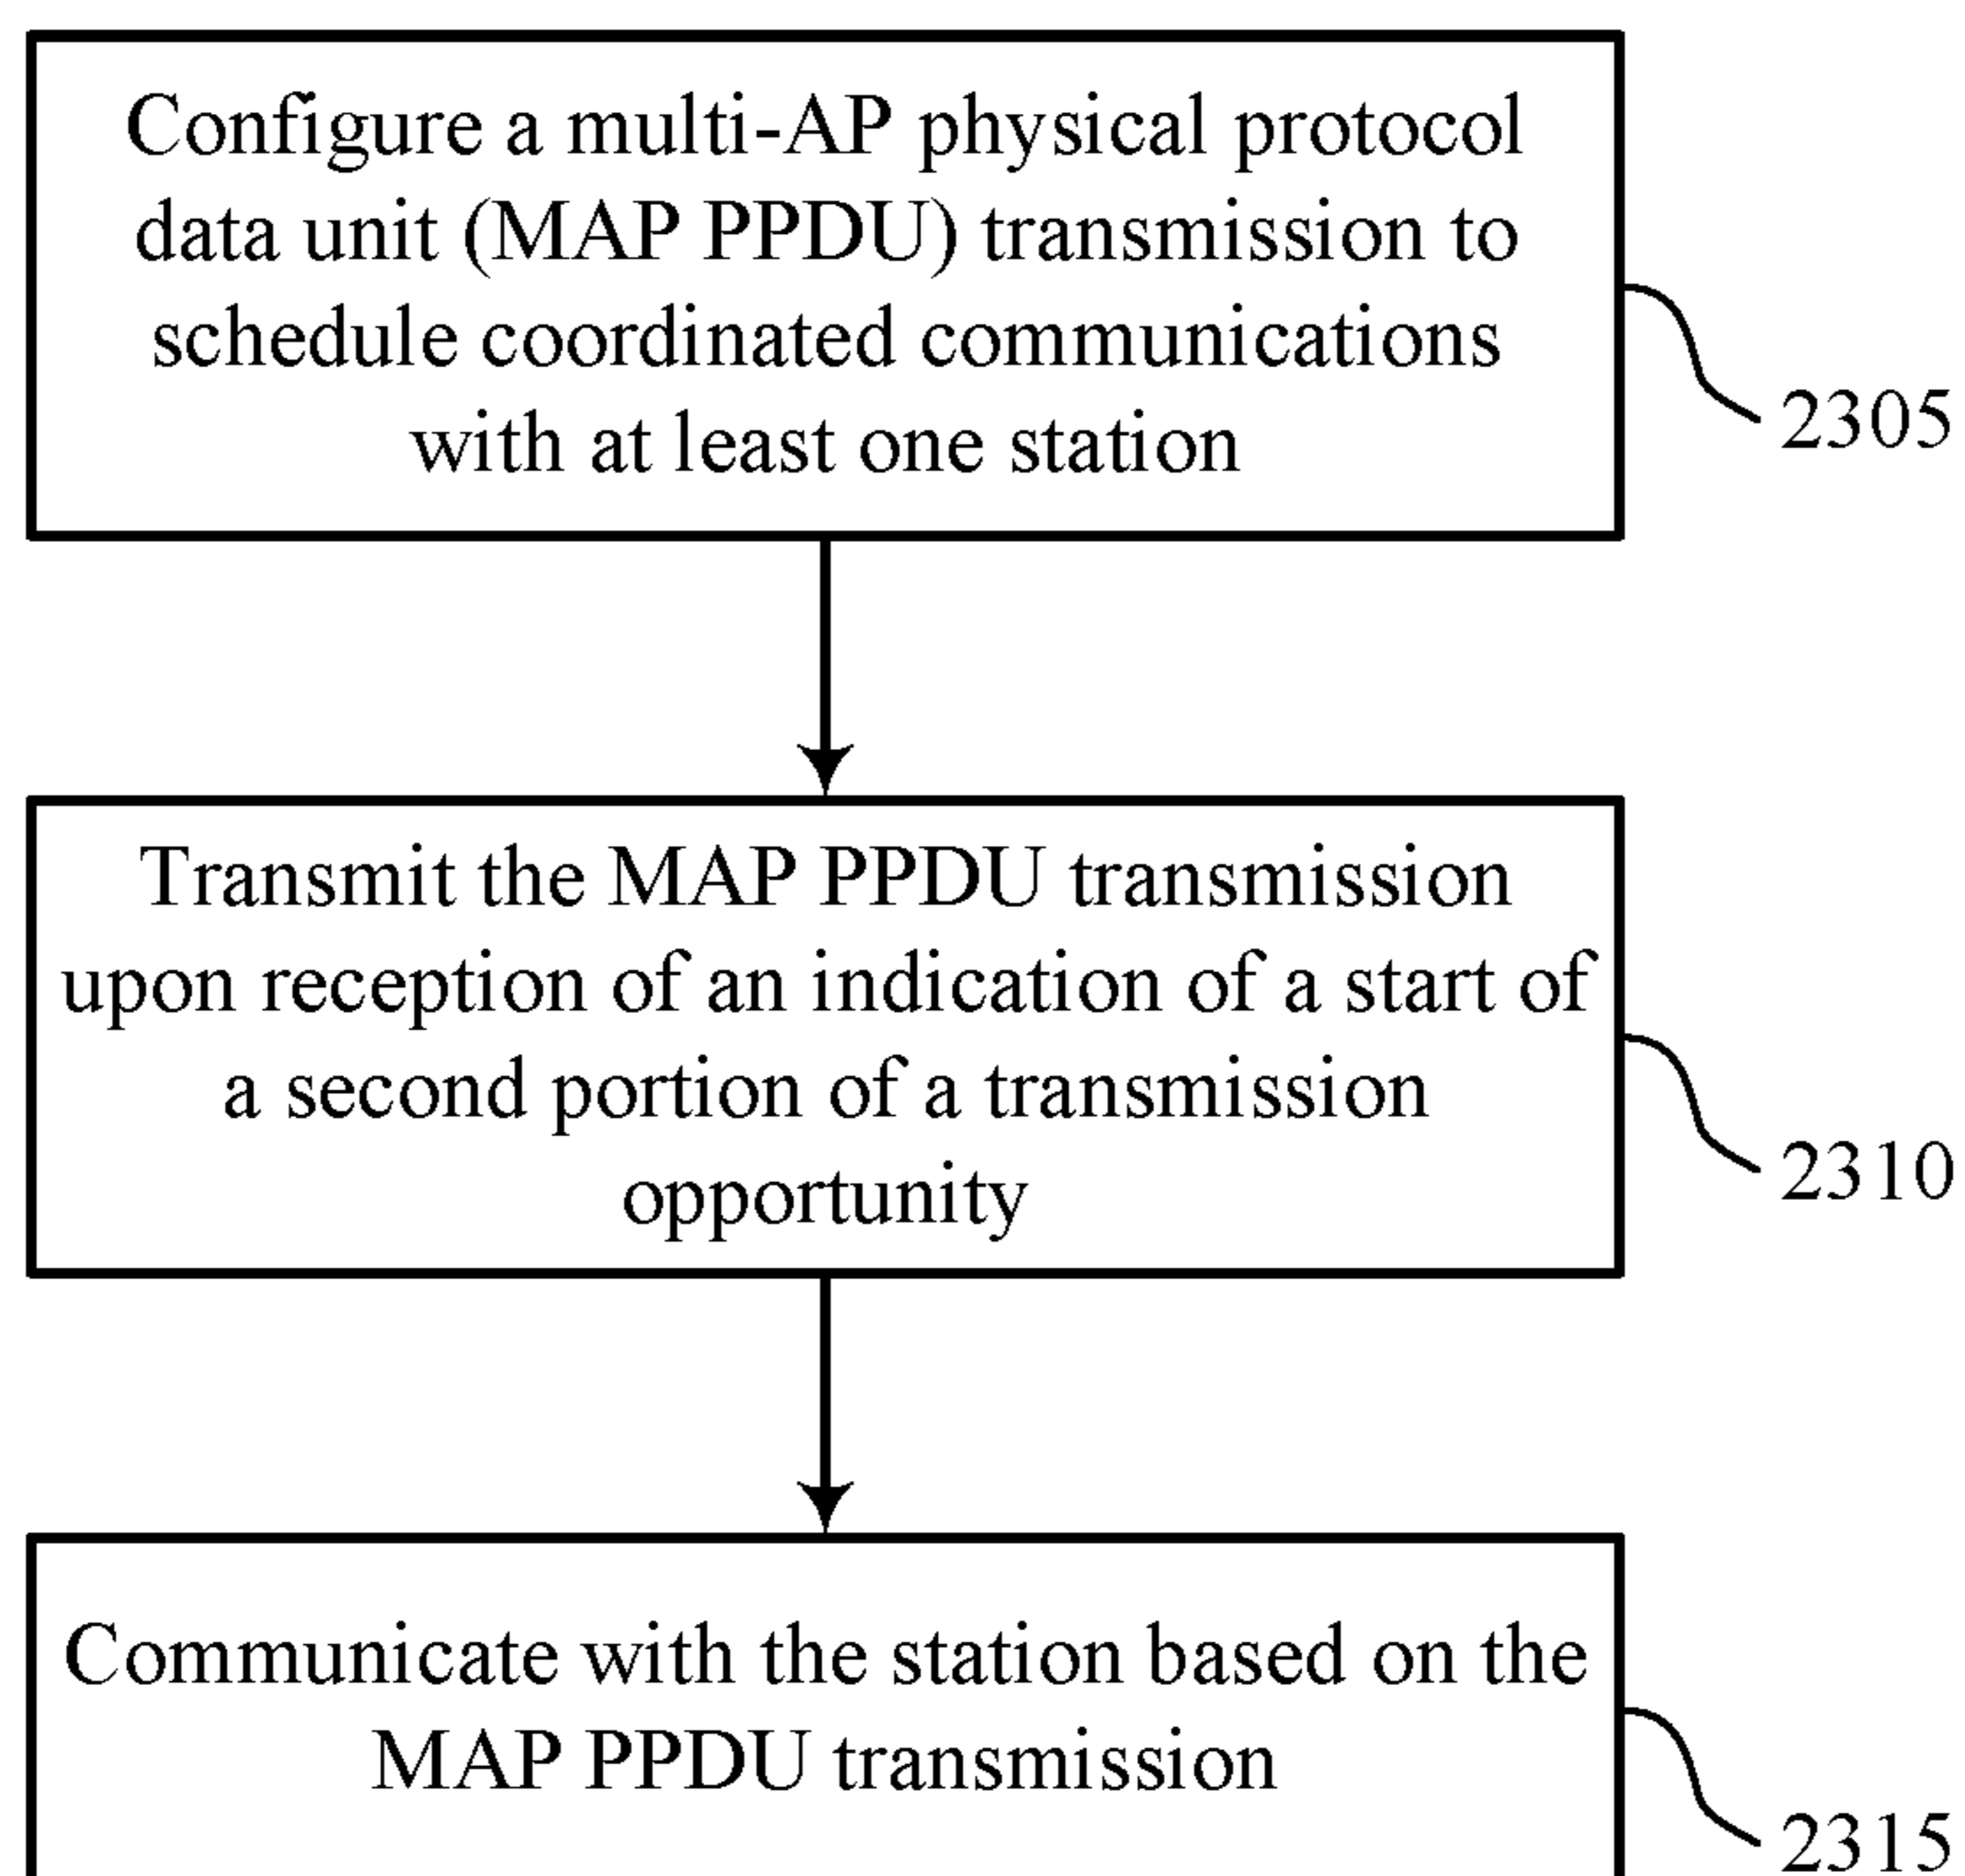 Configure a multi-AP physical protocol
data unit (MAP PPDU) transmission to
schedule coordinated communications
with at least one station
2305
Transmit the MAP PPDU transmission
upon reception of an indication of a start of
a second portion of a transmission
opportunity
2310
Communicate with the station based on the
MAP PPDU transmission
2315